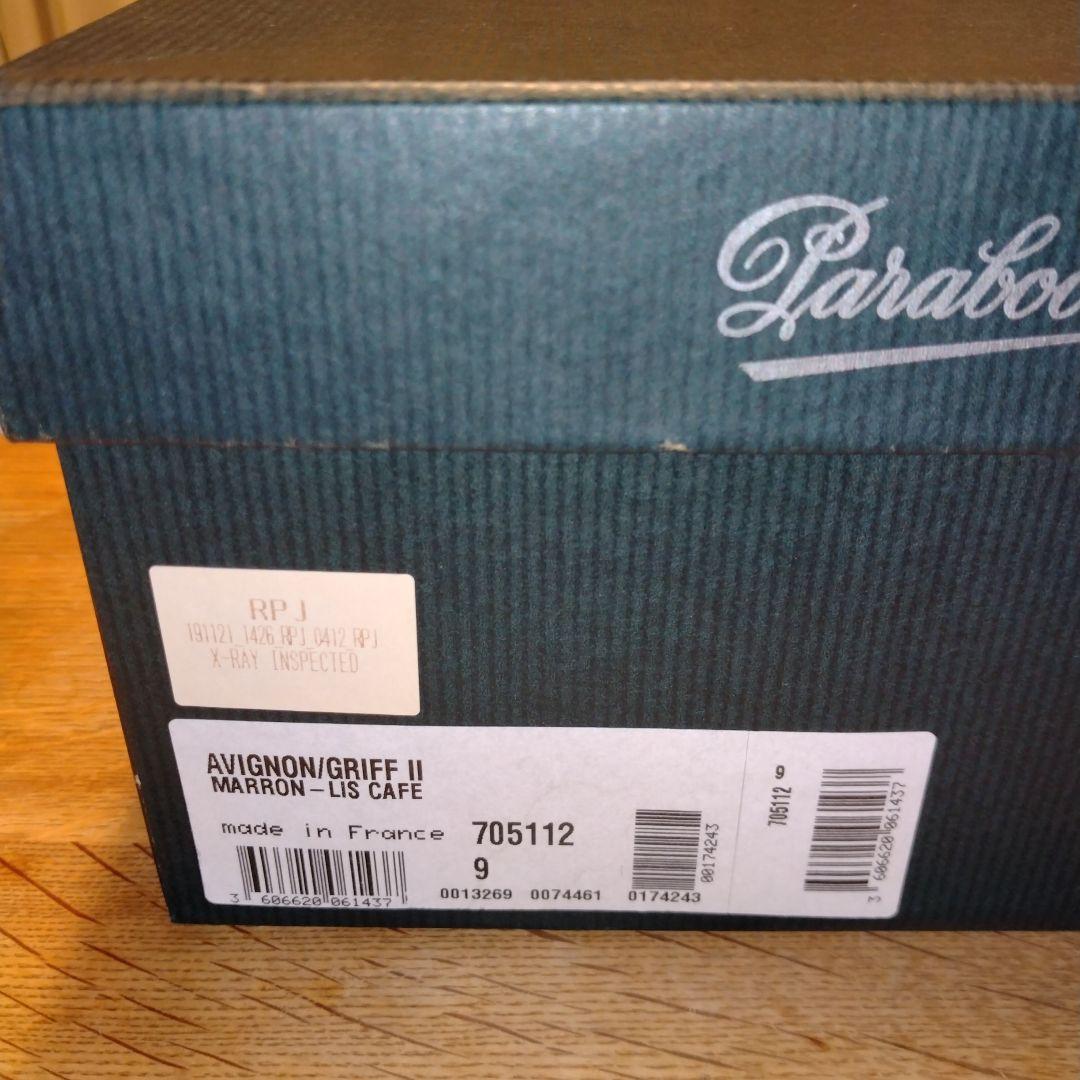 Paraboo
RPJ
191121_1426_RPJ_0412_RPJ
X-RAY INSPECTED
AVIGNON/GRIFF II
MARRON-LIS CAFE
made in France 705112
9
3 606620 061437
0013269 0074461 0174243
00174243
9
705112
3 606620 061437